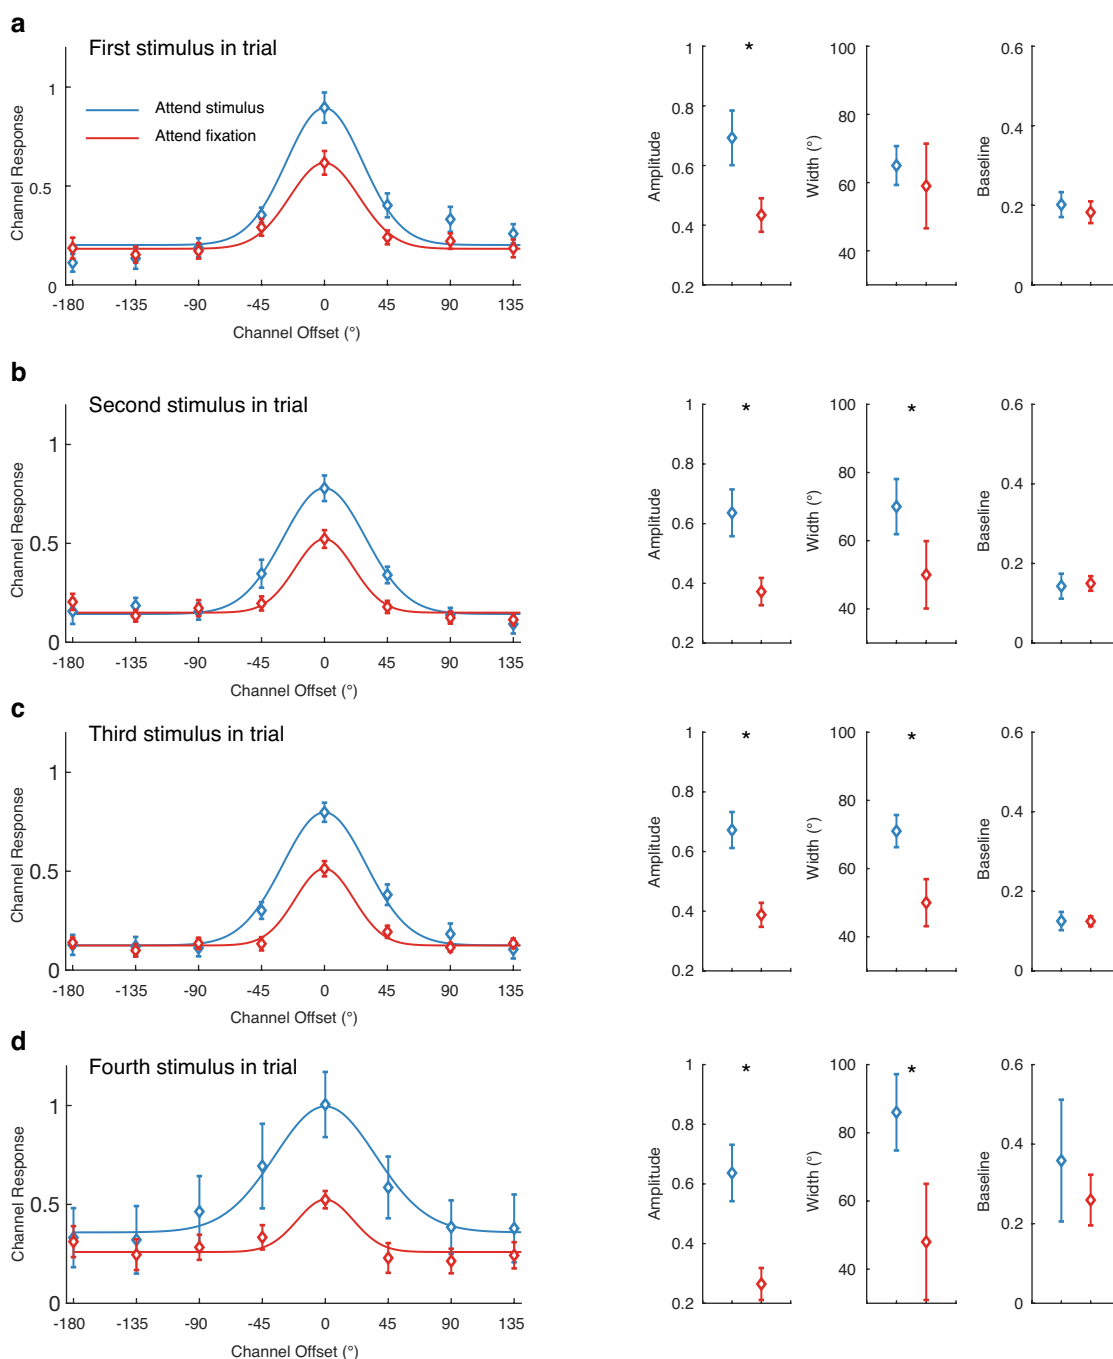 a
First stimulus in trial
Attend stimulus
Attend fixation
Channel Response
1
0.5
0
-180 -135 -90 -45 0 45 90 135
Channel Offset (°)
*
Amplitude
1
0.8
0.6
0.4
0.2
Width (°)
100
80
60
40
Baseline
0.6
0.4
0.2
0
b
Second stimulus in trial
Channel Response
1
0.5
0
-180 -135 -90 -45 0 45 90 135
Channel Offset (°)
*
Amplitude
1
0.8
0.6
0.4
0.2
*
Width (°)
100
80
60
40
Baseline
0.6
0.4
0.2
0
c
Third stimulus in trial
Channel Response
1
0.5
0
-180 -135 -90 -45 0 45 90 135
Channel Offset (°)
*
Amplitude
1
0.8
0.6
0.4
0.2
*
Width (°)
100
80
60
40
Baseline
0.6
0.4
0.2
0
d
Fourth stimulus in trial
Channel Response
1
0.5
0
-180 -135 -90 -45 0 45 90 135
Channel Offset (°)
*
Amplitude
1
0.8
0.6
0.4
0.2
*
Width (°)
100
80
60
40
Baseline
0.6
0.4
0.2
0